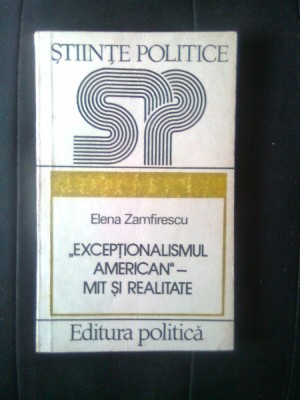 ŞTIINŢE POLITICE
SP
Elena Zamfirescu
„EXCEPŢIONALISMUL
AMERICAN“ –
MIT ŞI REALITATE
Editura politică